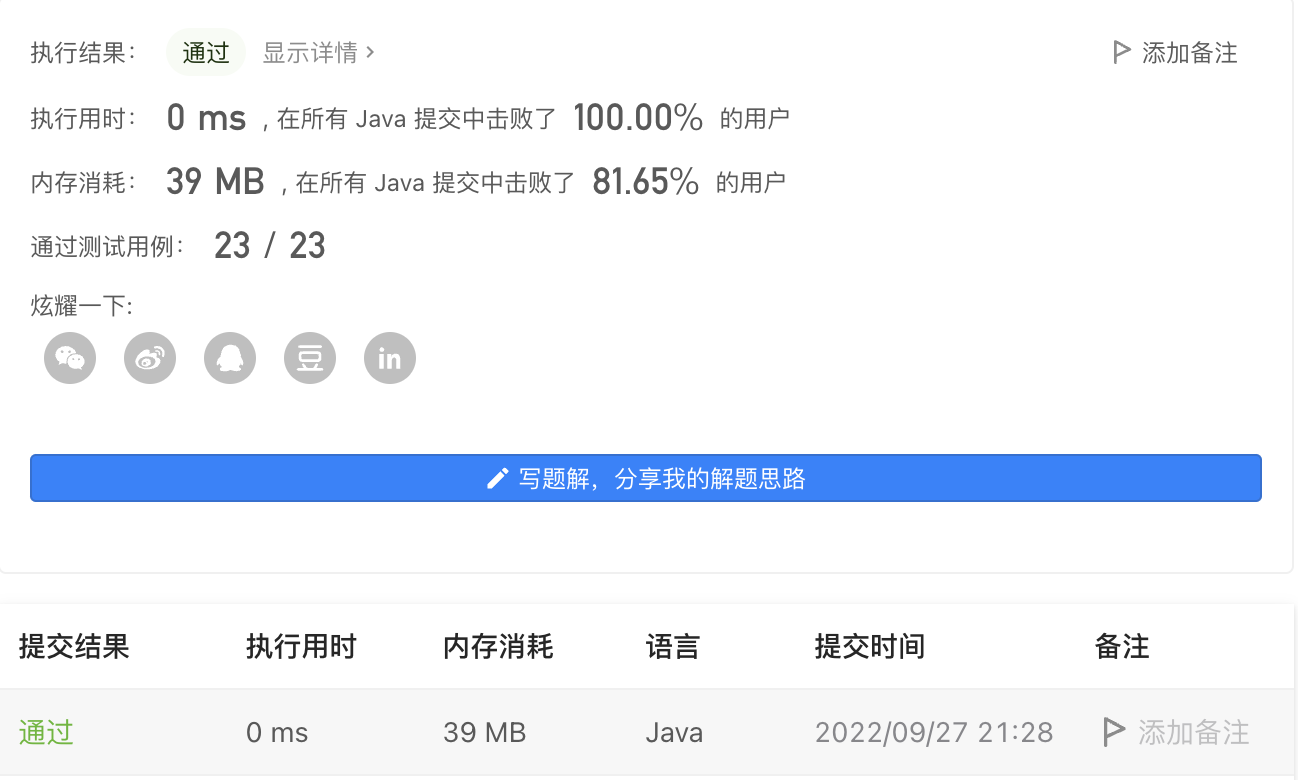 执行结果： 通过 显示详情 > 添加备注
执行用时： 0 ms , 在所有 Java 提交中击败了 100.00% 的用户
内存消耗： 39 MB , 在所有 Java 提交中击败了 81.65% 的用户
通过测试用例： 23 / 23
炫耀一下:
豆 in
写题解，分享我的解题思路
提交结果 执行用时 内存消耗 语言 提交时间 备注
通过 0 ms 39 MB Java 2022/09/27 21:28 添加备注